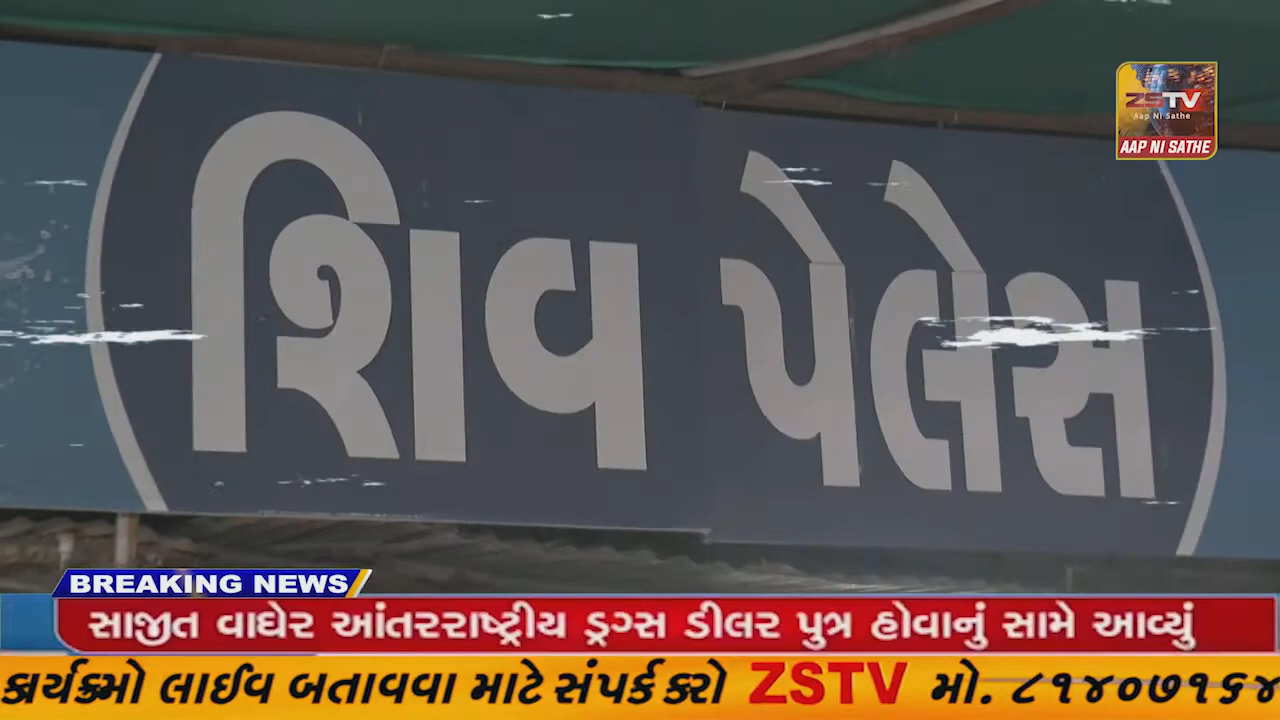 ZSTV
Aap Ni Sathe
AAP NI SATHE
શિવ પેલેસ
BREAKING NEWS
સાજીત વાઘેર આંતરરાષ્ટ્રીય ડ્રગ્સ ડીલર પુત્ર હોવાનું સામે આવ્યું
કાર્યક્રમો લાઈવ બતાવવા માટે સંપર્ક કરો ZSTV મો. ૮૧૪૦૭૧૬૪